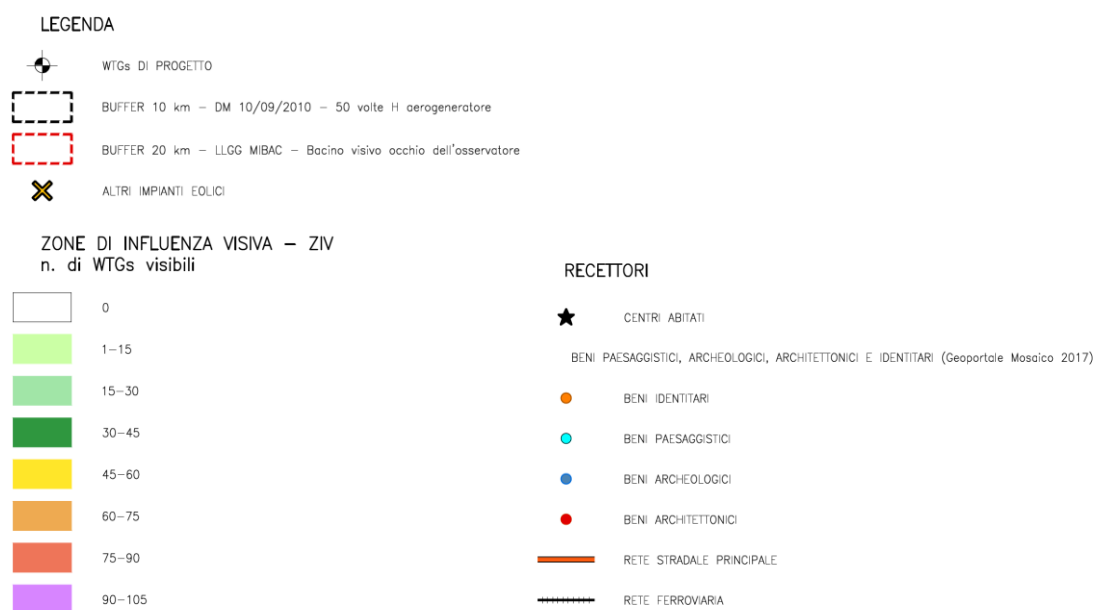 LEGENDA
WTGs DI PROGETTO
BUFFER 10 km – DM 10/09/2010 – 50 volte H aerogeneratore
BUFFER 20 km – LLGG MIBAC – Bacino visivo occhio dell'osservatore
ALTRI IMPIANTI EOLICI
ZONE DI INFLUENZA VISIVA – ZIV
n. di WTGs visibili
0
1–15
15–30
30–45
45–60
60–75
75–90
90–105
RECETTORI
CENTRI ABITATI
BENI PAESAGGISTICI, ARCHEOLOGICI, ARCHITETTONICI E IDENTITARI (Geoportale Mosaico 2017)
BENI IDENTITARI
BENI PAESAGGISTICI
BENI ARCHEOLOGICI
BENI ARCHITETTONICI
RETE STRADALE PRINCIPALE
RETE FERROVIARIA